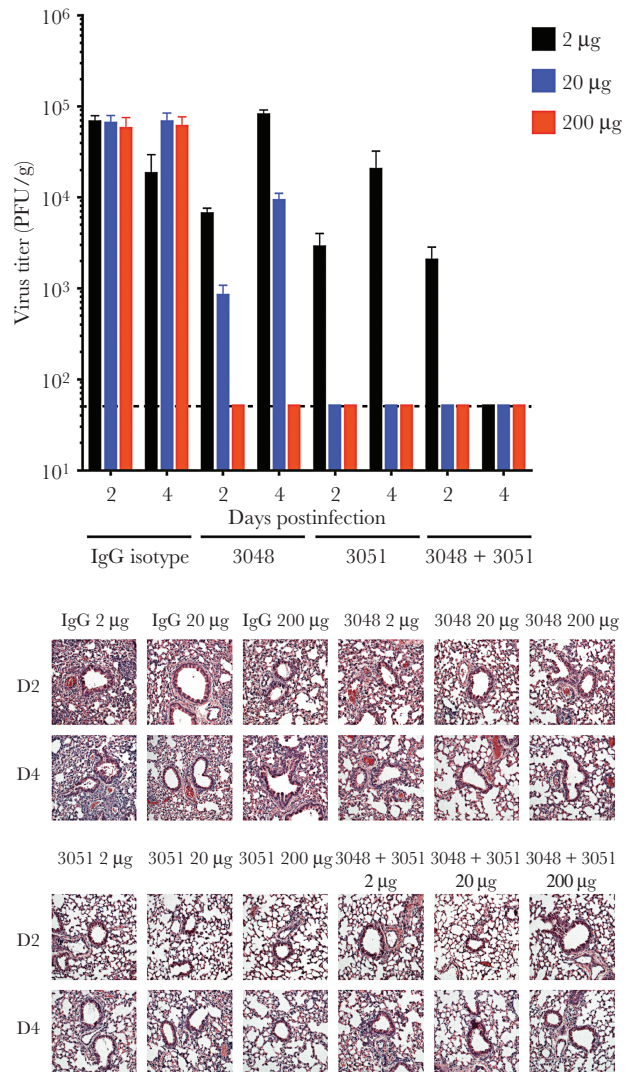 10^6
2 µg
20 µg
200 µg
10^5
10^4
10^3
10^2
10^1
Virus titer (PFU/g)
2 4 2 4 2 4 2 4
Days postinfection
IgG isotype 3048 3051 3048 + 3051
IgG 2 µg IgG 20 µg IgG 200 µg 3048 2 µg 3048 20 µg 3048 200 µg
D2
D4
3051 2 µg 3051 20 µg 3051 200 µg 3048 + 3051 3048 + 3051 3048 + 3051
2 µg 20 µg 200 µg
D2
D4